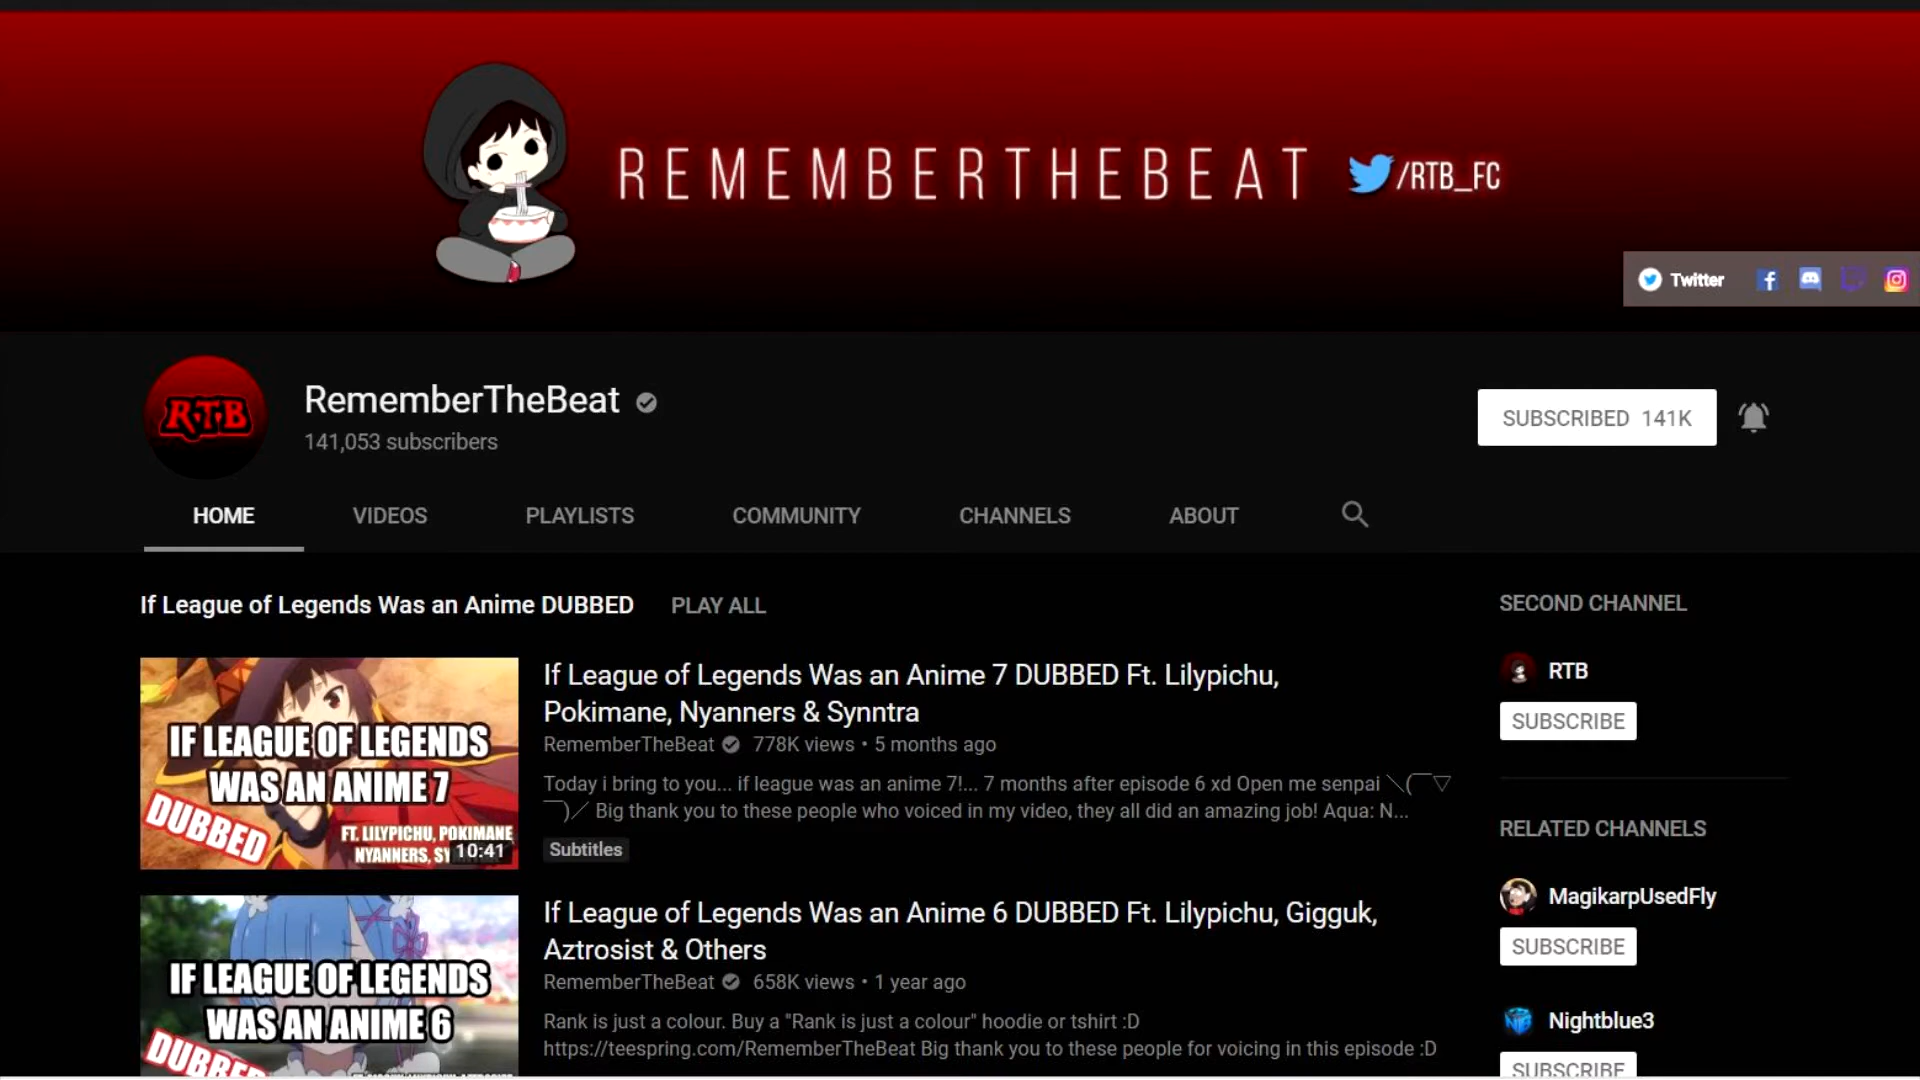 REMEMBERTHEBEAT /RTB_FC
Twitter
RTB
RememberTheBeat
141,053 subscribers
SUBSCRIBED 141K
HOME VIDEOS PLAYLISTS COMMUNITY CHANNELS ABOUT
If League of Legends Was an Anime DUBBED PLAY ALL
IF LEAGUE OF LEGENDS
WAS AN ANIME 7
DUBBED
FT. LILYPICHU, POKIMANE
NYANNERS,
10:41
If League of Legends Was an Anime 7 DUBBED Ft. Lilypichu,
Pokimane, Nyanners & Synntra
RememberTheBeat 778K views • 5 months ago
Today i bring to you... if league was an anime 7!... 7 months after episode 6 xd Open me senpai ＼(￣▽
￣)／ Big thank you to these people who voiced in my video, they all did an amazing job! Aqua: N...
Subtitles
IF LEAGUE OF LEGENDS
WAS AN ANIME 6
DUBBED
If League of Legends Was an Anime 6 DUBBED Ft. Lilypichu, Gigguk,
Aztrosist & Others
RememberTheBeat 658K views • 1 year ago
Rank is just a colour. Buy a "Rank is just a colour" hoodie or tshirt :D
https://teespring.com/RememberTheBeat Big thank you to these people for voicing in this episode :D
SECOND CHANNEL
RTB
SUBSCRIBE
RELATED CHANNELS
MagikarpUsedFly
SUBSCRIBE
Nightblue3
SUBSCRIBE